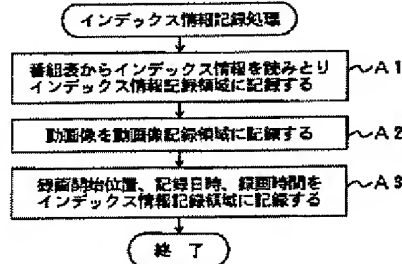 インデックス情報記録処理
番組表からインデックス情報を読みとり
インデックス情報記録領域に記録する
～A1
動画像を動画像記録領域に記録する
～A2
録画開始位置、記録日時、録画時間を
インデックス情報記録領域に記録する
～A3
終 了